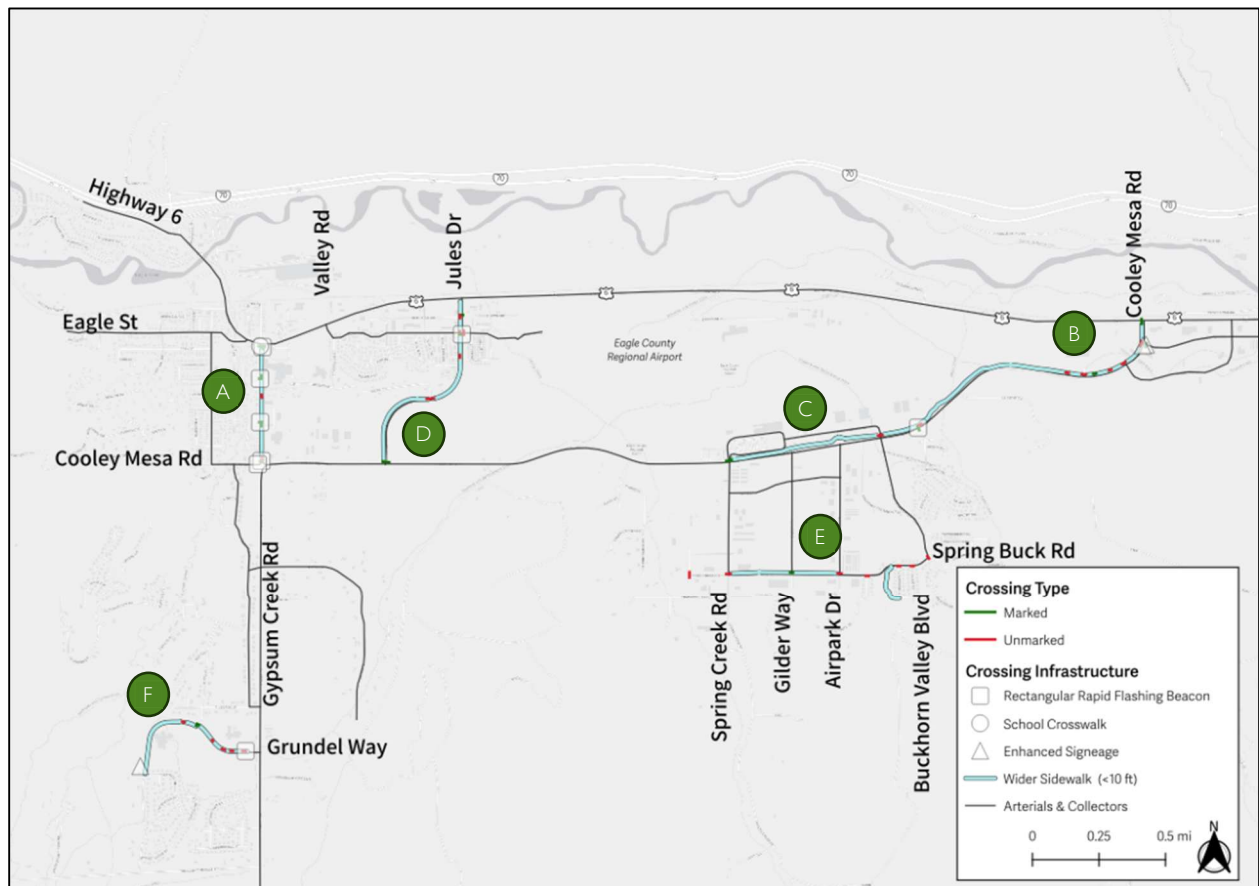 Highway 6
70
70
70
70
Valley Rd
Jules Dr
Cooley Mesa Rd
6
6
6
6
6
Eagle St
Eagle County
Regional Airport
A
B
C
D
E
F
Cooley Mesa Rd
Gypsum Creek Rd
Spring Buck Rd
Spring Creek Rd
Gilder Way
Airpark Dr
Buckhorn Valley Blvd
Grundel Way
Crossing Type
Marked
Unmarked
Crossing Infrastructure
Rectangular Rapid Flashing Beacon
School Crosswalk
Enhanced Signeage
Wider Sidewalk (<10 ft)
Arterials & Collectors
0 0.25 0.5 mi
N